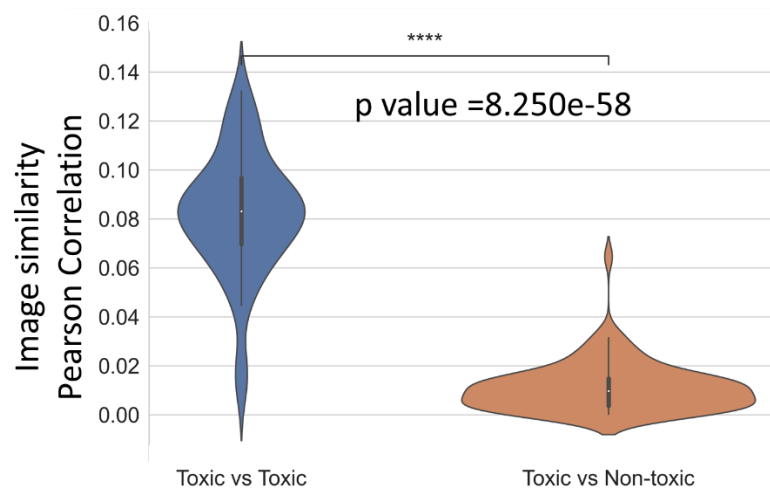 0.16
****
0.14
p value =8.250e-58
0.12
0.10
0.08
0.06
0.04
0.02
0.00
Image similarity
Pearson Correlation
Toxic vs Toxic
Toxic vs Non-toxic